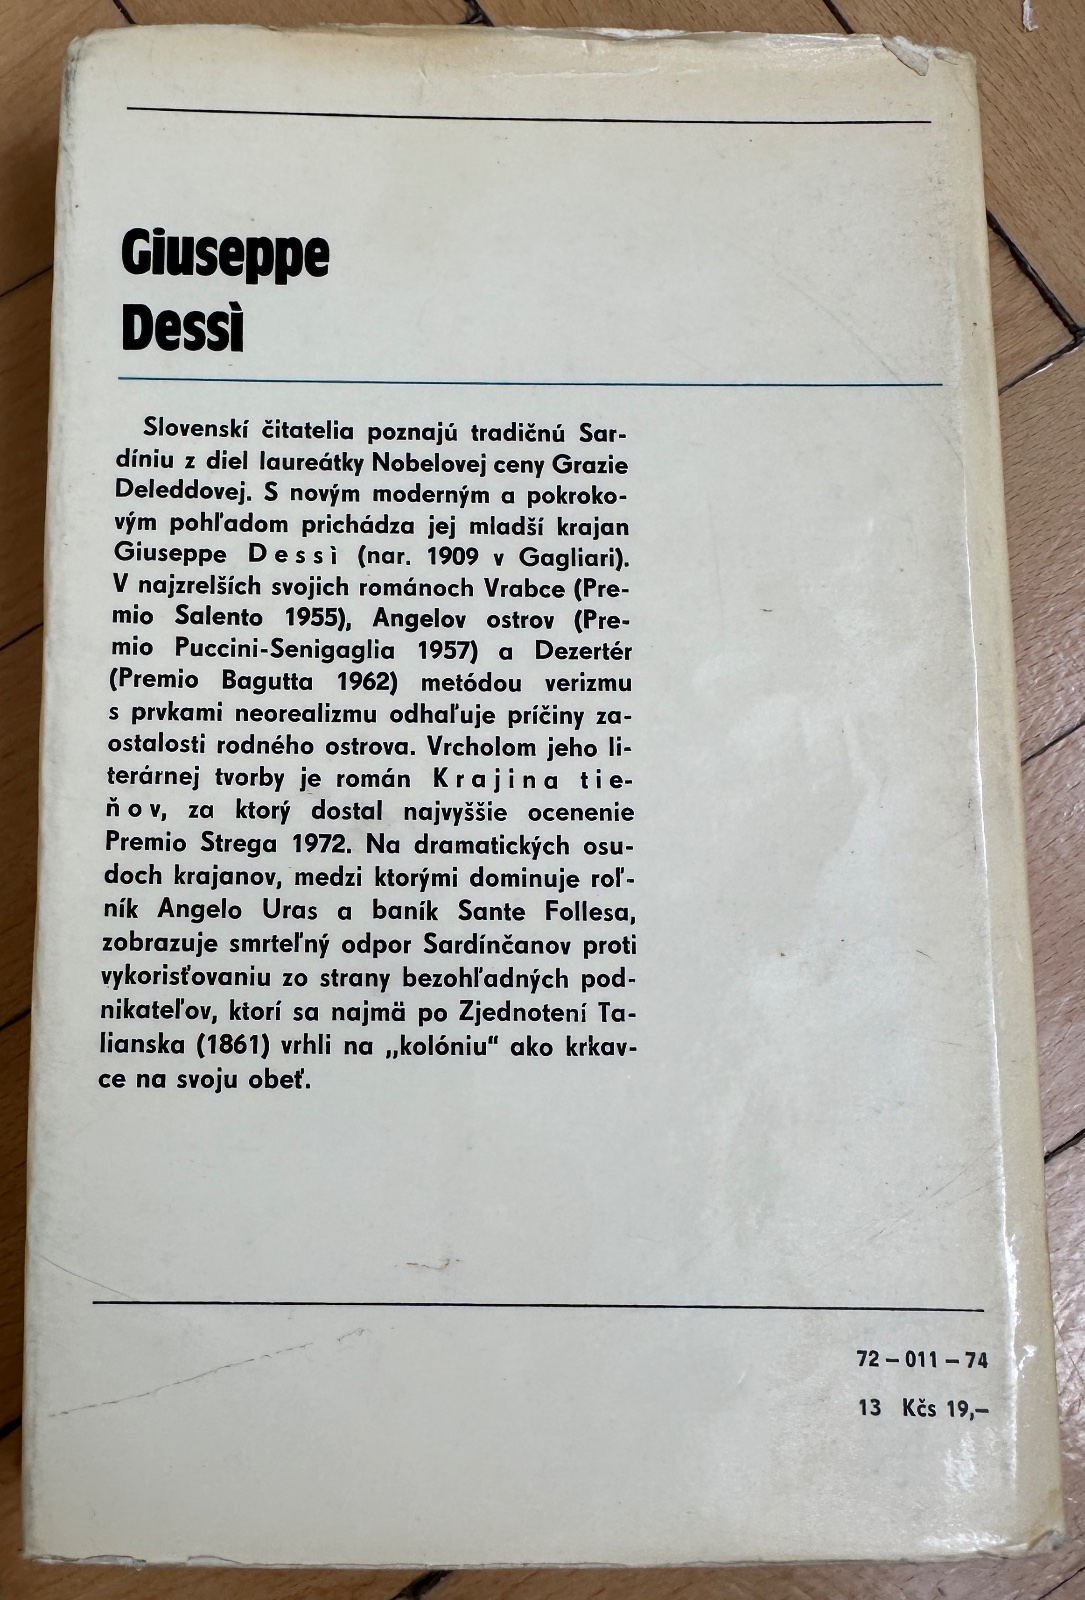 Giuseppe
Dessì
Slovenskí čitatelia poznajú tradičnú Sar-
díniu z diel laureátky Nobelovej ceny Grazie
Deleddovej. S novým moderným a pokroko-
vým pohľadom prichádza jej mladší krajan
Giuseppe Dessì (nar. 1909 v Gagliari).
V najzrelších svojich románoch Vrabce (Pre-
mio Salento 1955), Angelov ostrov (Pre-
mio Puccini-Senigaglia 1957) a Dezertér
(Premio Bagutta 1962) metódou verizmu
s prvkami neorealizmu odhaľuje príčiny za-
ostalosti rodného ostrova. Vrcholom jeho li-
terárnej tvorby je román Krajina tie-
ňov, za ktorý dostal najvyššie ocenenie
Premio Strega 1972. Na dramatických osu-
doch krajanov, medzi ktorými dominuje roľ-
ník Angelo Uras a baník Sante Follesa,
zobrazuje smrteľný odpor Sardínčanov proti
vykorisťovaniu zo strany bezohľadných pod-
nikateľov, ktorí sa najmä po Zjednotení Ta-
lianska (1861) vrhli na „kolóniu“ ako krkav-
ce na svoju obeť.
72 – 011 – 74
13 Kčs 19,–